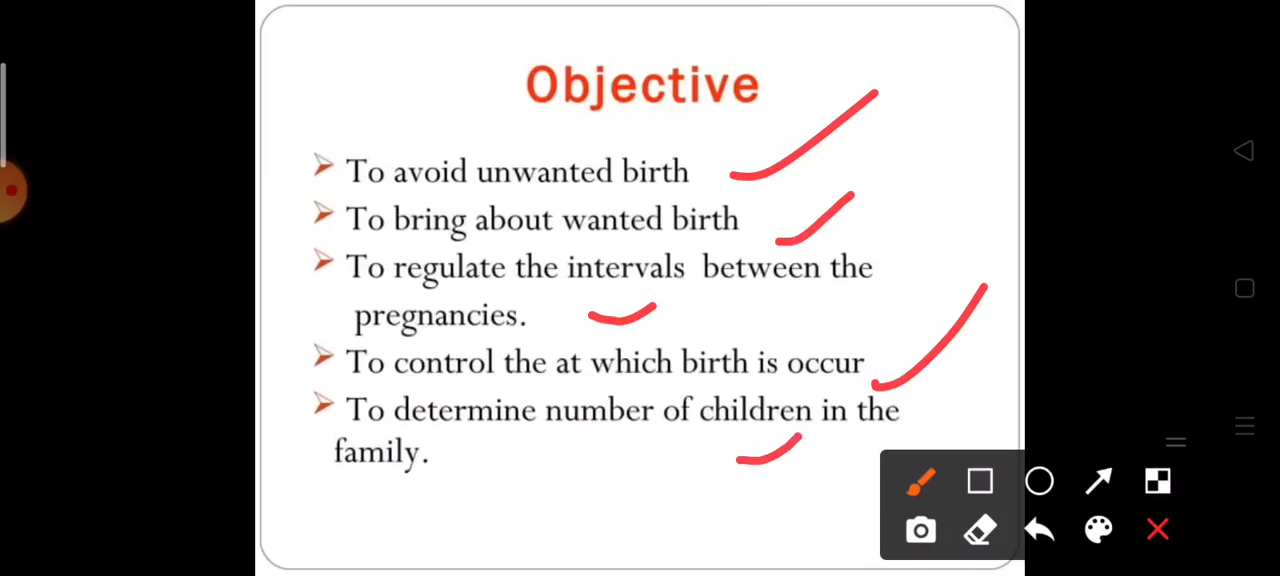 Objective
To avoid unwanted birth
To bring about wanted birth
To regulate the intervals between the
pregnancies.
To control the at which birth is occur
To determine number of children in the
family.